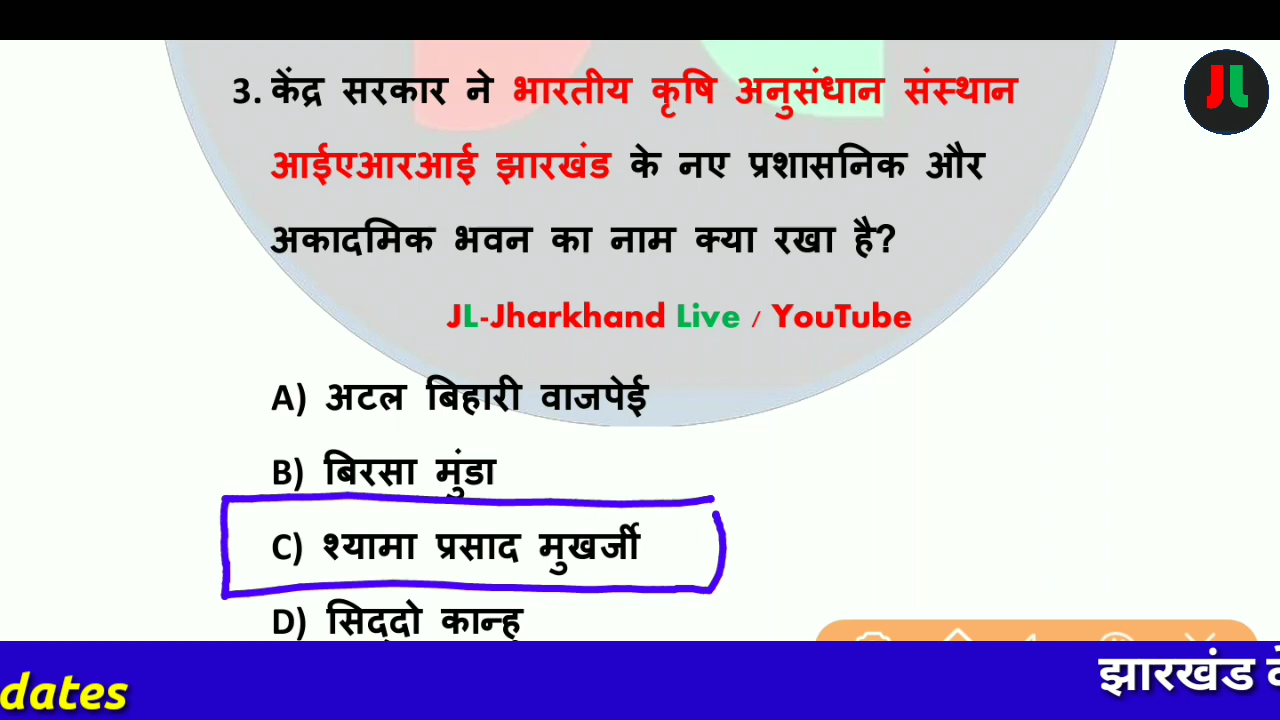 JL
3. केंद्र सरकार ने भारतीय कृषि अनुसंधान संस्थान
आईएआरआई झारखंड के नए प्रशासनिक और
अकादमिक भवन का नाम क्या रखा है?
JL-Jharkhand Live / YouTube
A) अटल बिहारी वाजपेई
B) बिरसा मुंडा
C) श्यामा प्रसाद मुखर्जी
D) सिद्दो कान्हू
dates
झारखंड के